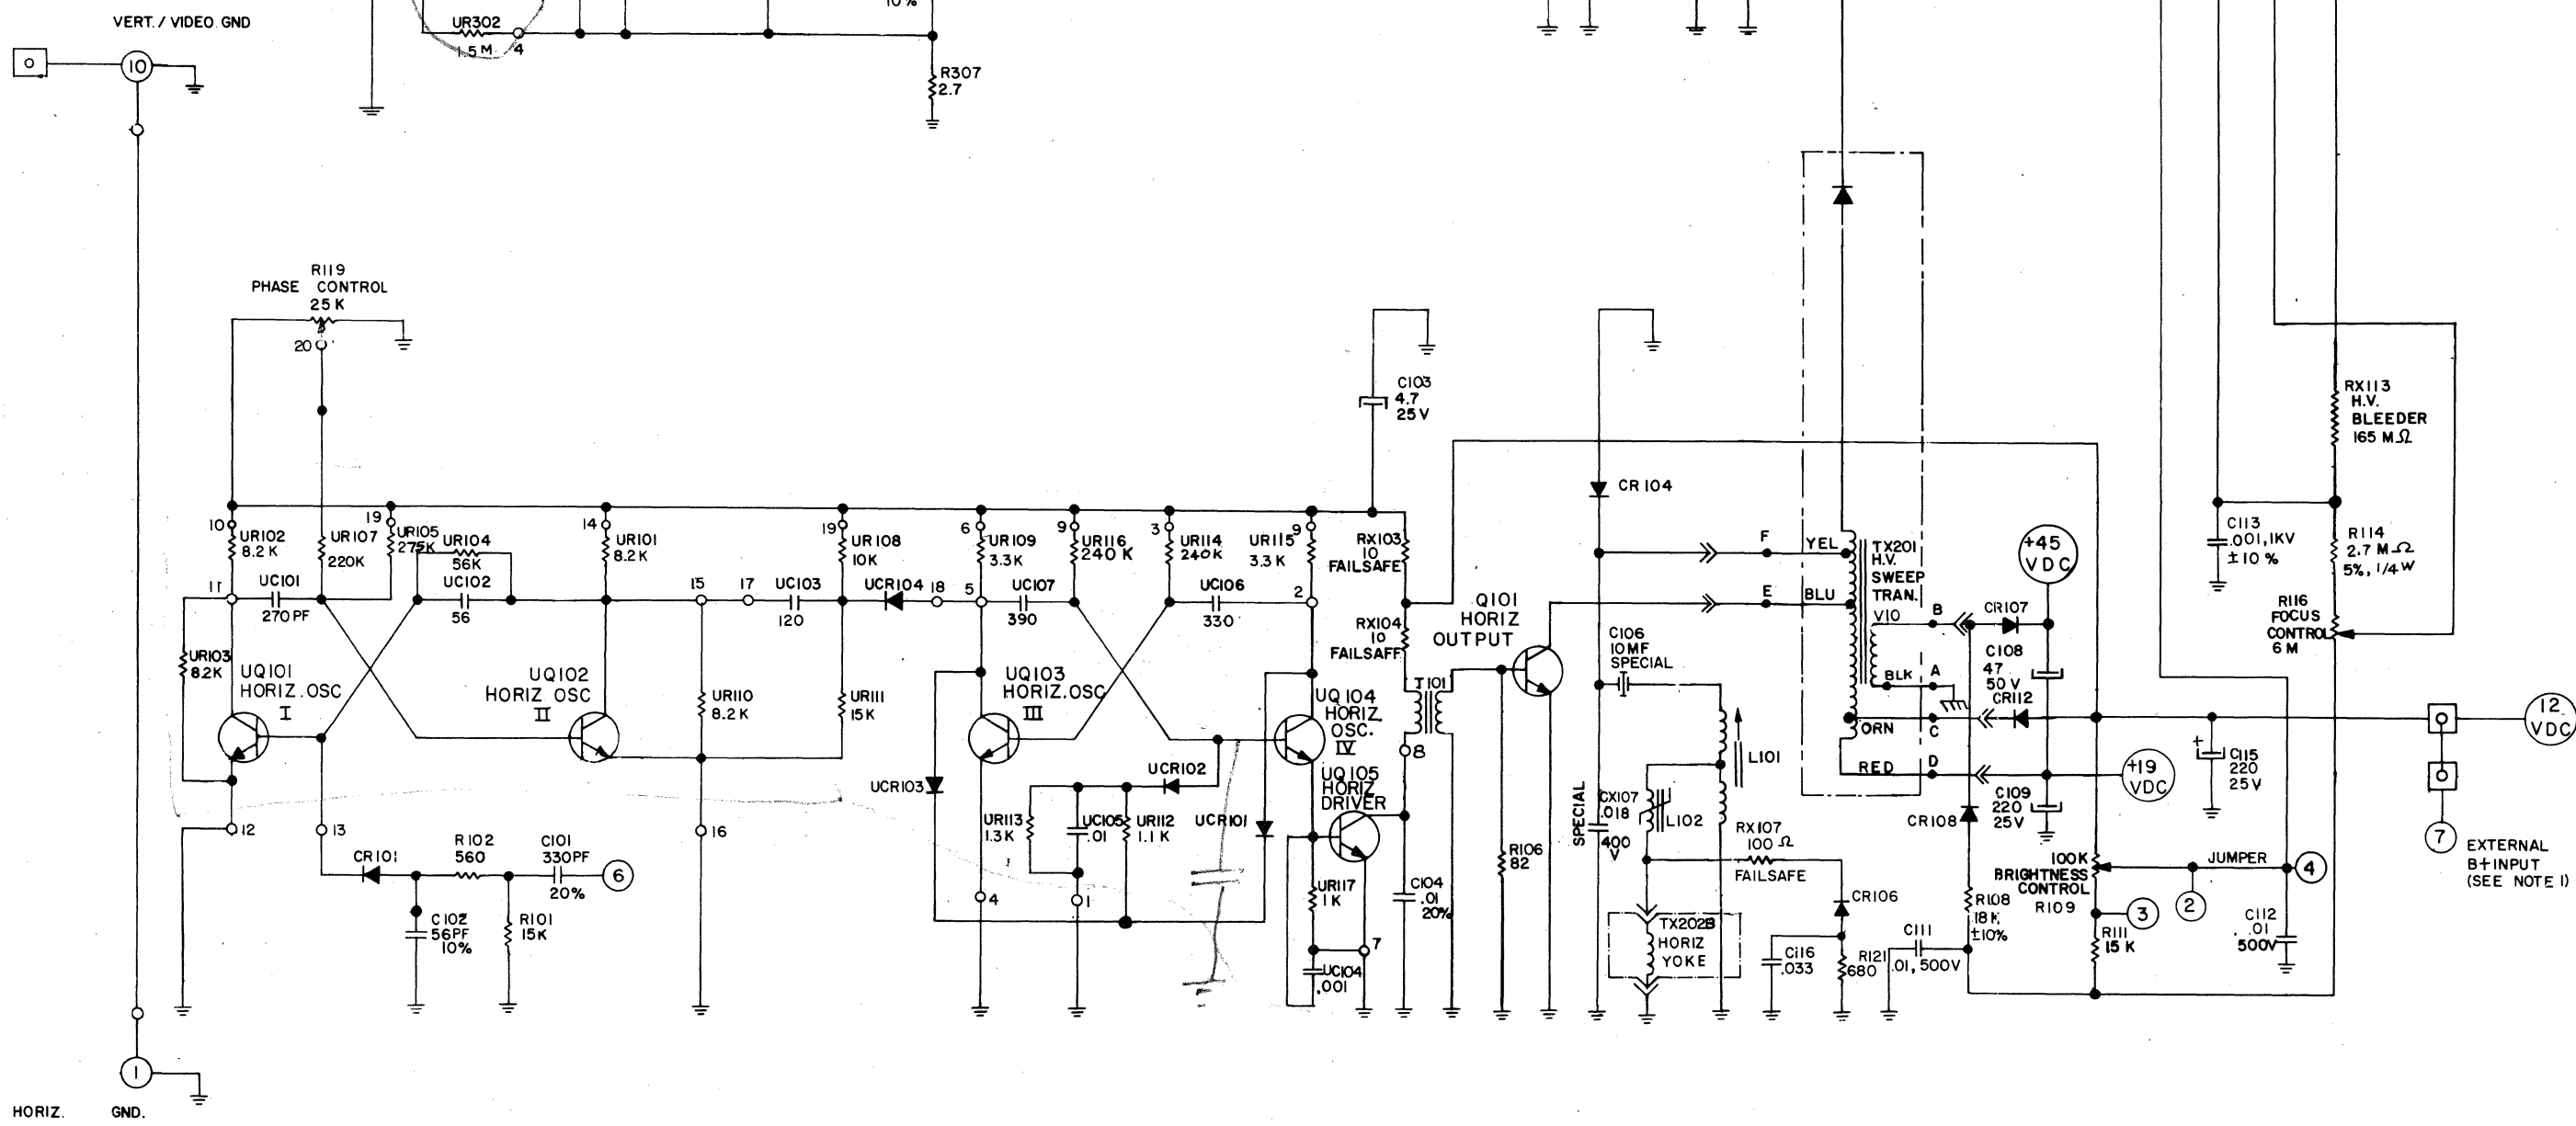 10%
VERT. / VIDEO. GND
UR302
1.5 M
4
O
10
R307
2.7
R119
PHASE CONTROL
25 K
20
C103
4.7
25 V
CR104
RX113
H.V.
BLEEDER
165 MΩ
10
UR102
8.2 K
UR107
220K
19
UR105
275K
UR104
56K
14
UR101
8.2 K
19
UR108
10K
6
UR109
3.3 K
9
UR116
240 K
3
UR114
240K
UR115
3.3 K
9
RX103
10
FAILSAFE
F
YEL
TX201
H.V.
SWEEP
TRAN.
+45
VDC
C113
.001,1KV
±10 %
R114
2.7 MΩ
5%, 1/4 W
11
UC101
270 PF
UC102
56
15
17
UC103
120
UCR104
18
5
UC107
390
UC106
330
2
RX104
10
FAILSAFF
Q101
HORIZ
OUTPUT
E
BLU
V10
B
CR107
R116
FOCUS
CONTROL
6 M
UR103
8.2K
UQ101
HORIZ.OSC
I
UQ102
HORIZ OSC
II
UR110
8.2 K
UR111
15 K
UQ103
HORIZ.OSC
III
UQ104
HORIZ.
OSC.
IV
T101
C106
10MF
SPECIAL
BLK
A
C108
47
50 V
CR112
ORN
C
12
VDC
8
L101
UCR103
UCR102
UQ105
HORIZ
DRIVER
RED
D
+19
VDC
+
C115
220
25 V
C109
220
25V
12
13
16
UR113
1.3 K
UC105
.01
UR112
1.1 K
UCR101
SPECIAL
CX107
.018
400
V
L102
RX107
100 Ω
FAILSAFE
CR108
7
EXTERNAL
B+INPUT
(SEE NOTE 1)
CR101
R102
560
C101
330PF
20%
6
R106
82
100K
BRIGHTNESS
CONTROL
R109
JUMPER
4
2
3
4
1
UR117
1 K
C104
.01
20%
CR106
R108
18K
±10%
R111
15 K
C112
.01
500V
C102
56PF
10%
R101
15K
7
UC104
.001
TX202B
HORIZ
YOKE
C116
.033
R121
680
C111
.01, 500V
1
HORIZ. GND.